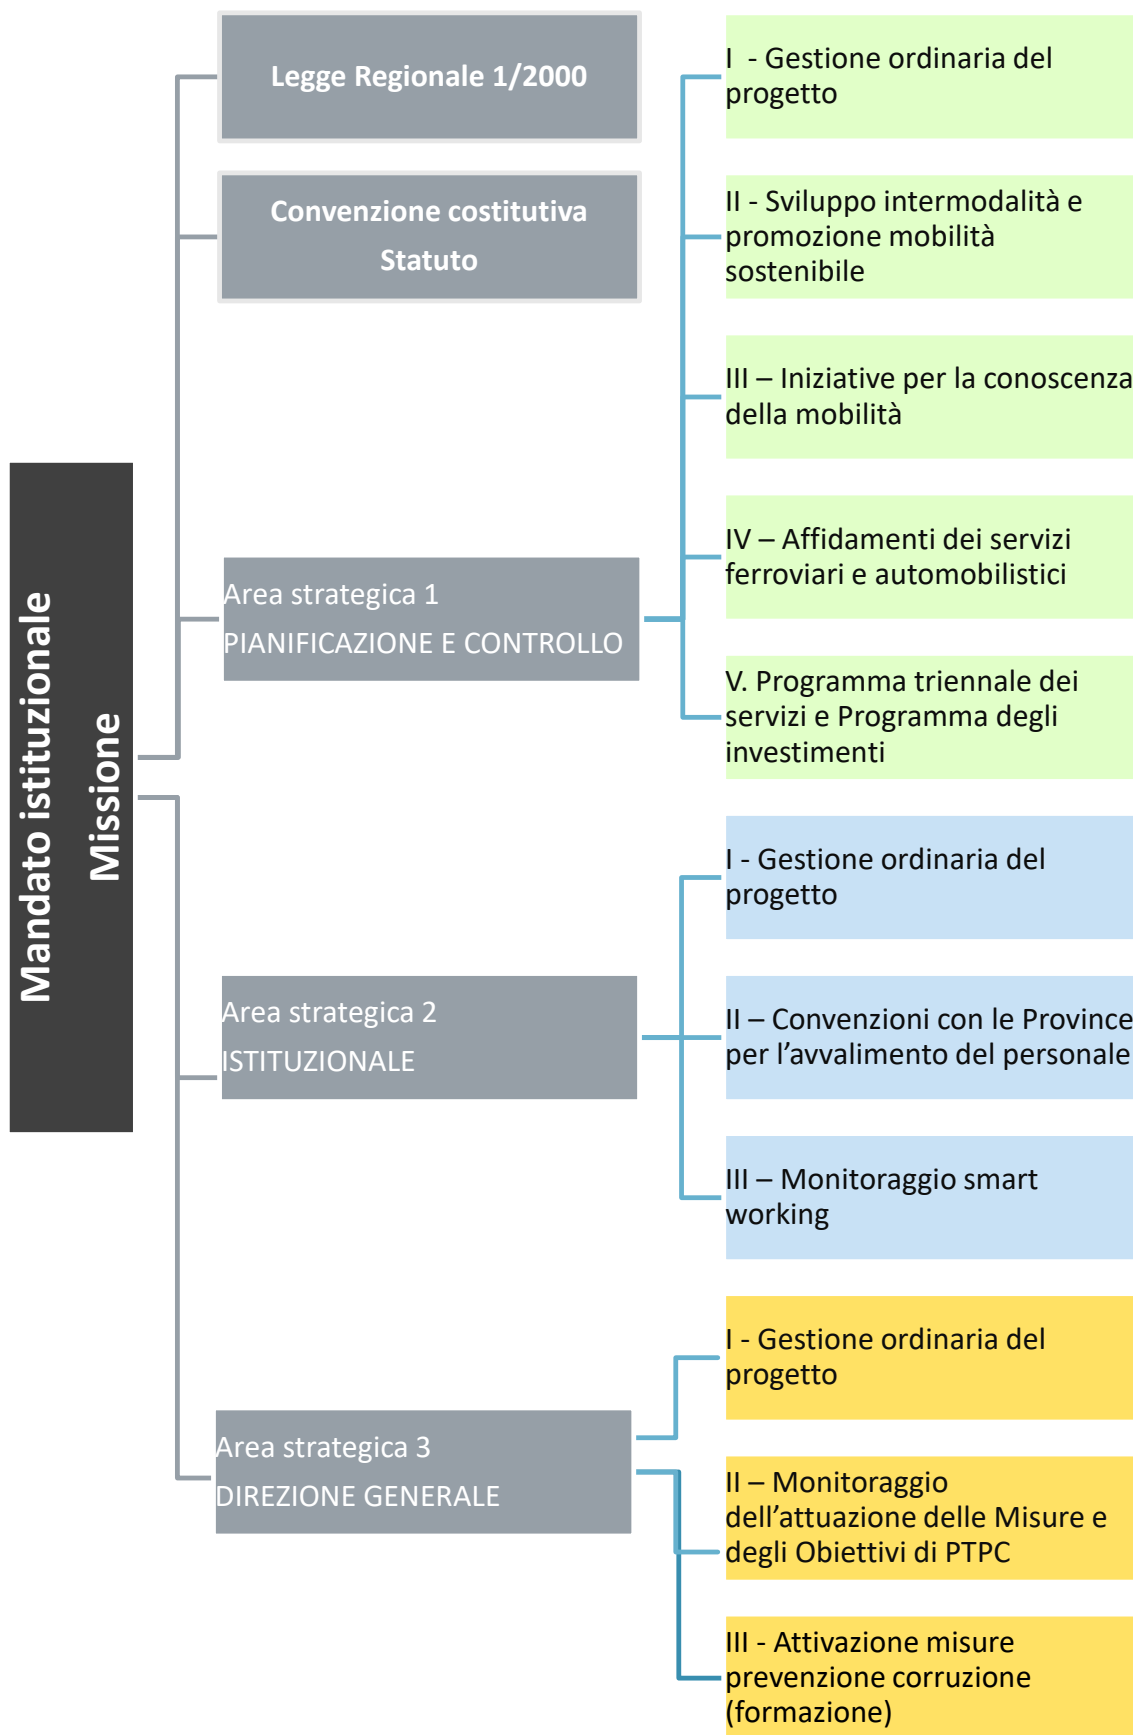 Mandato istituzionale
Missione
Legge Regionale 1/2000
Convenzione costitutiva
Statuto
Area strategica 1
PIANIFICAZIONE E CONTROLLO
I - Gestione ordinaria del
progetto
II - Sviluppo intermodalità e
promozione mobilità
sostenibile
III – Iniziative per la conoscenza
della mobilità
IV – Affidamenti dei servizi
ferroviari e automobilistici
V. Programma triennale dei
servizi e Programma degli
investimenti
Area strategica 2
ISTITUZIONALE
I - Gestione ordinaria del
progetto
II – Convenzioni con le Province
per l’avvalimento del personale
III – Monitoraggio smart
working
Area strategica 3
DIREZIONE GENERALE
I - Gestione ordinaria del
progetto
II – Monitoraggio
dell’attuazione delle Misure e
degli Obiettivi di PTPC
III - Attivazione misure
prevenzione corruzione
(formazione)